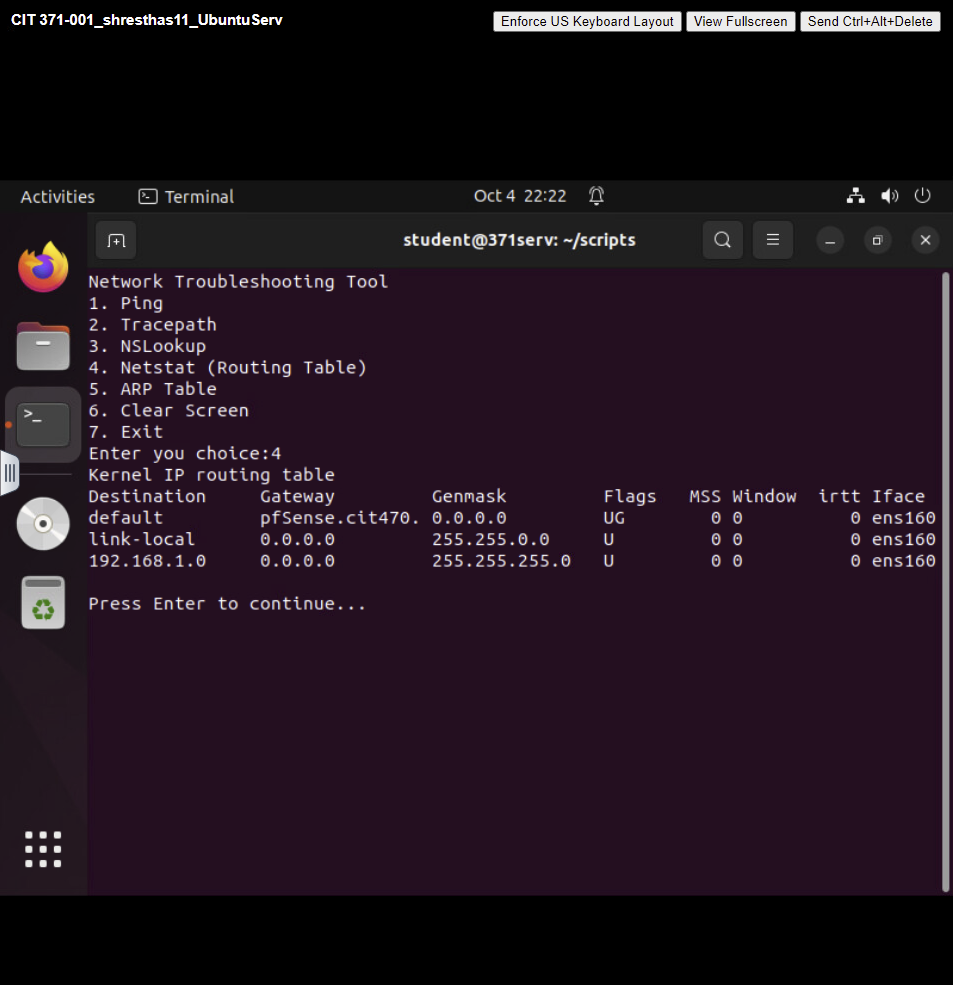 CIT 371-001_shresthas11_UbuntuServ
Enforce US Keyboard Layout View Fullscreen Send Ctrl+Alt+Delete
Activities Terminal Oct 4 22:22
student@371serv: ~/scripts
Network Troubleshooting Tool
1. Ping
2. Tracepath
3. NSLookup
4. Netstat (Routing Table)
5. ARP Table
6. Clear Screen
7. Exit
Enter you choice:4
Kernel IP routing table
Destination Gateway Genmask Flags MSS Window irtt Iface
default pfSense.cit470. 0.0.0.0 UG 0 0 0 ens160
link-local 0.0.0.0 255.255.0.0 U 0 0 0 ens160
192.168.1.0 0.0.0.0 255.255.255.0 U 0 0 0 ens160
Press Enter to continue...